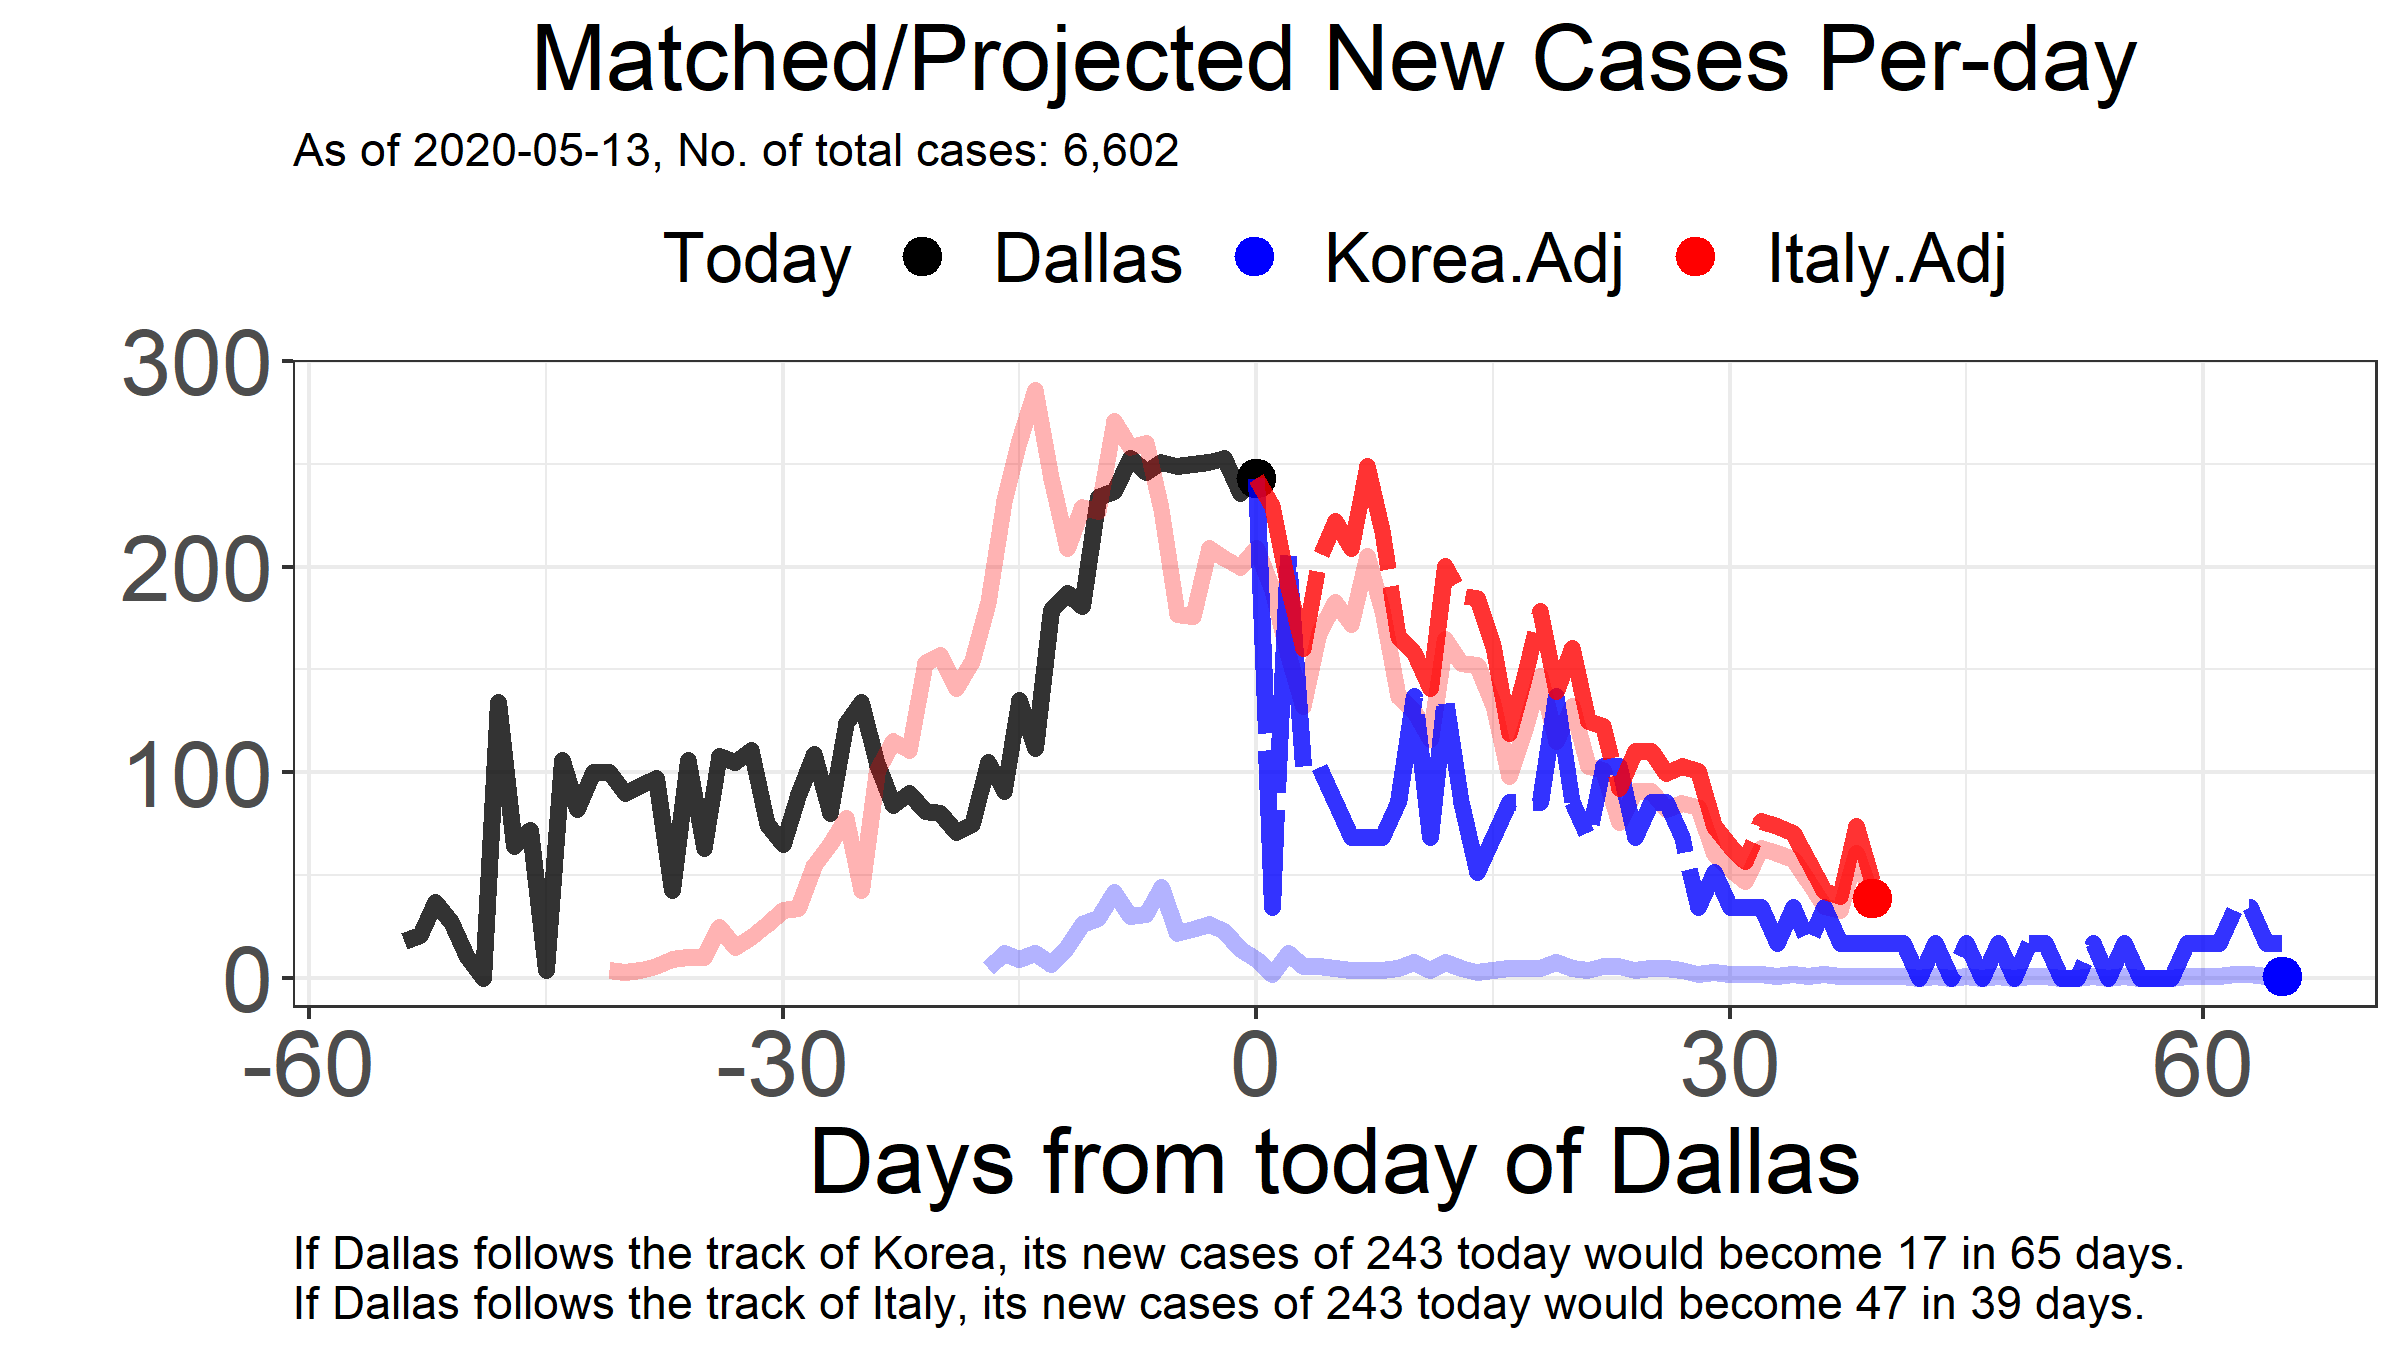 Matched/Projected New Cases Per-day
As of 2020-05-13, No. of total cases: 6,602
Today Dallas Korea.Adj Italy.Adj
300
200
100
0
-60 -30 0 30 60
Days from today of Dallas
If Dallas follows the track of Korea, its new cases of 243 today would become 17 in 65 days.
If Dallas follows the track of Italy, its new cases of 243 today would become 47 in 39 days.